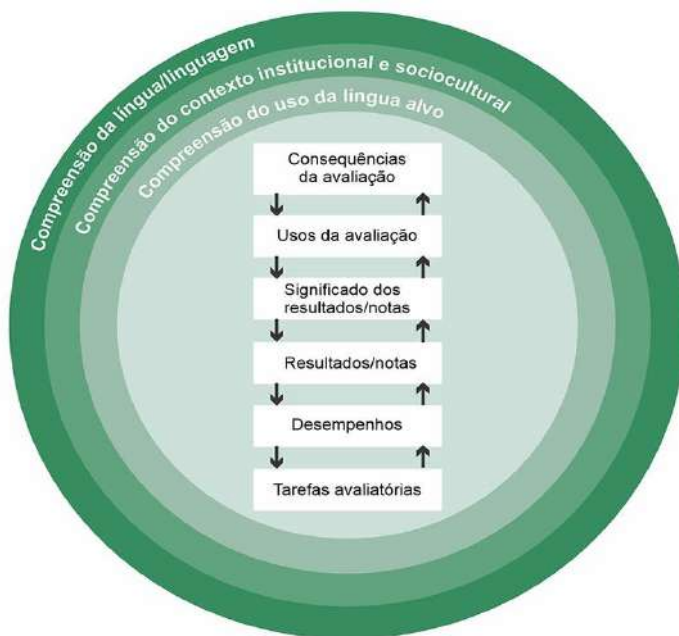 Compreensão da língua/linguagem
Compreensão do contexto institucional e sociocultural
Compreensão do uso da língua alvo
Consequências
da avaliação
Usos da avaliação
Significado dos
resultados/notas
Resultados/notas
Desempenhos
Tarefas avaliatórias